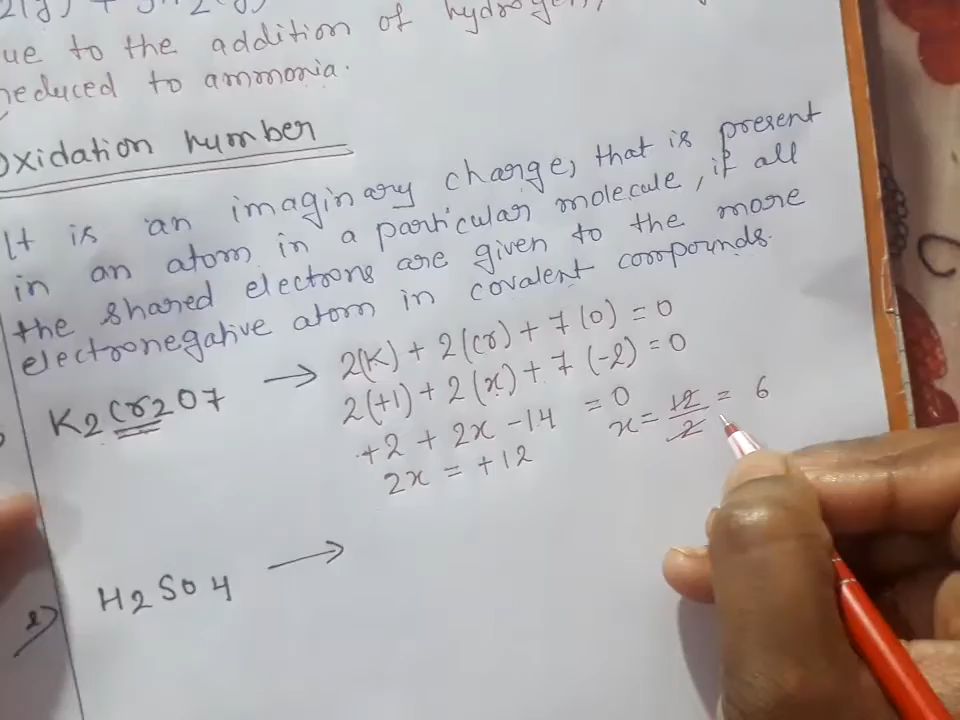 2(g) + 3H2(g)
ue to the addition of hydrogen,
reduced to ammonia.
Oxidation number
It is an imaginary charge, that is present
in an atom in a particular molecule, if all
the shared electrons are given to the more
electronegative atom in covalent compounds.
K2Cr2O7 → 2(K) + 2(Cr) + 7(O) = 0
2(+1) + 2(x) + 7(-2) = 0
+2 + 2x - 14 = 0
2x = +12
x = 12/2 = 6
2) H2SO4 →